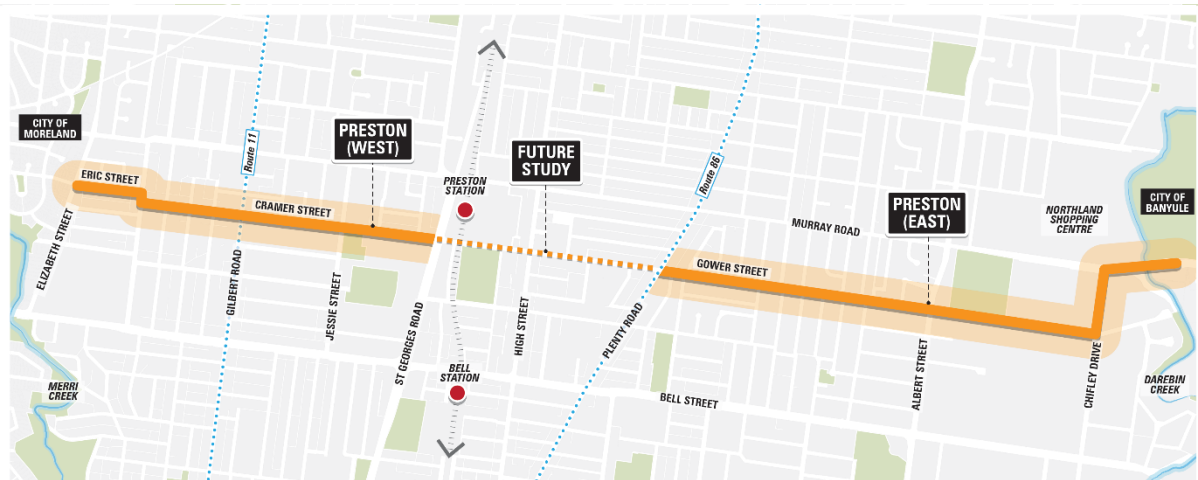 CITY OF
MORELAND
ERIC STREET
ELIZABETH STREET
MERRI
CREEK
CRAMER STREET
Route 11
GILBERT ROAD
JESSIE STREET
PRESTON
(WEST)
ST GEORGES ROAD
PRESTON
STATION
BELL
STATION
FUTURE
STUDY
HIGH STREET
Route 86
PLENTY ROAD
GOWER STREET
BELL STREET
MURRAY ROAD
PRESTON
(EAST)
ALBERT STREET
NORTHLAND
SHOPPING
CENTRE
CHIFLEY DRIVE
CITY OF
BANYULE
DAREBIN
CREEK